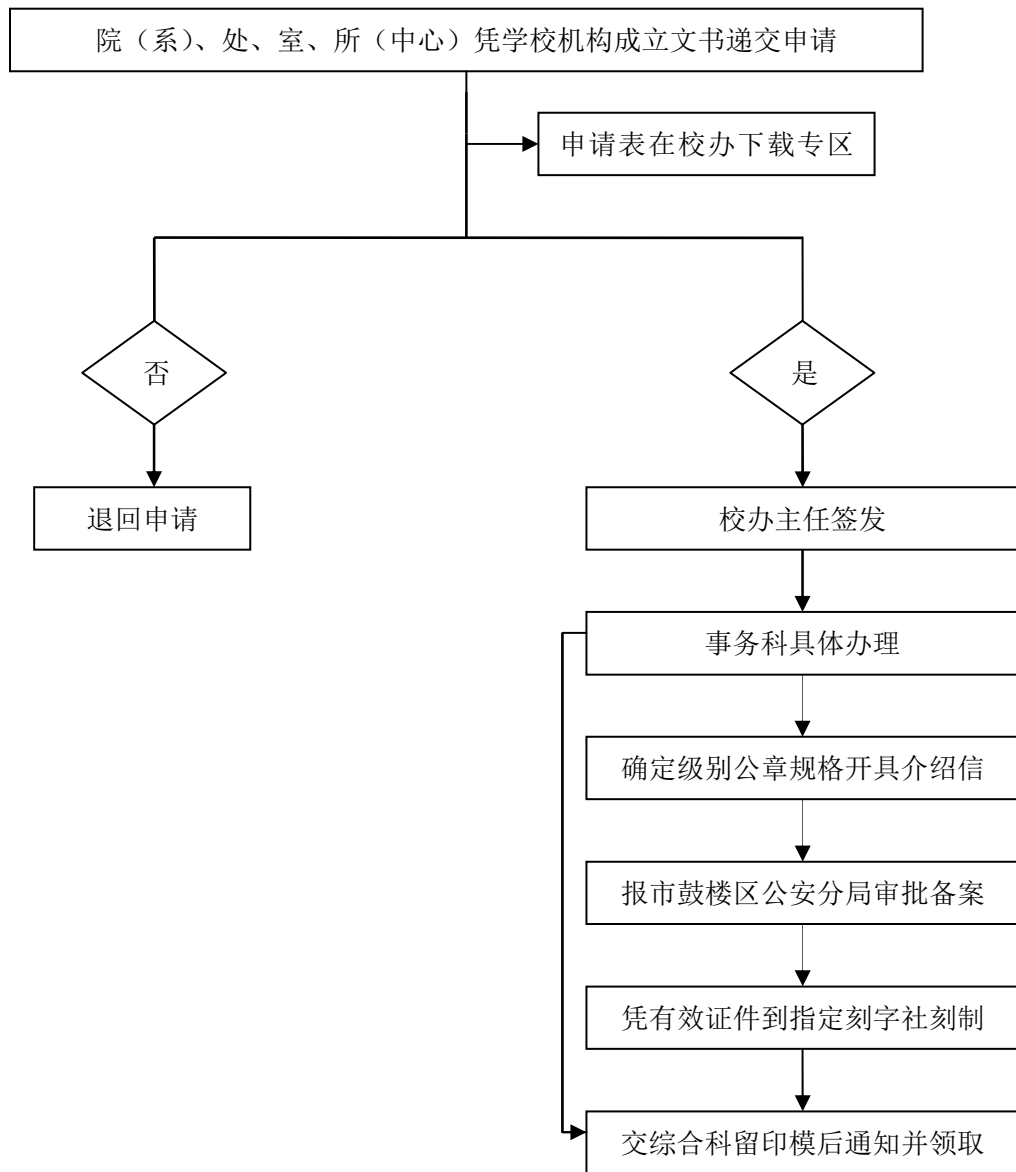 院（系）、处、室、所（中心）凭学校机构成立文书递交申请
申请表在校办下载专区
否
是
退回申请
校办主任签发
事务科具体办理
确定级别公章规格开具介绍信
报市鼓楼区公安分局审批备案
凭有效证件到指定刻字社刻制
交综合科留印模后通知并领取